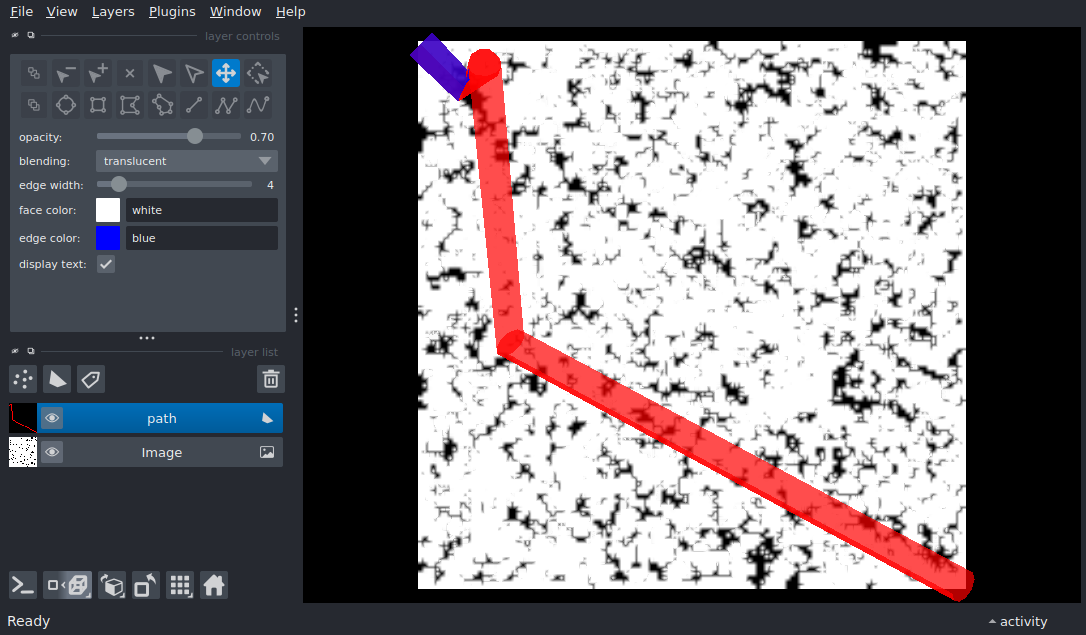 File View Layers Plugins Window Help
layer controls
opacity: 0.70
blending: translucent
edge width: 4
face color: white
edge color: blue
display text:
layer list
path
Image
Ready
activity